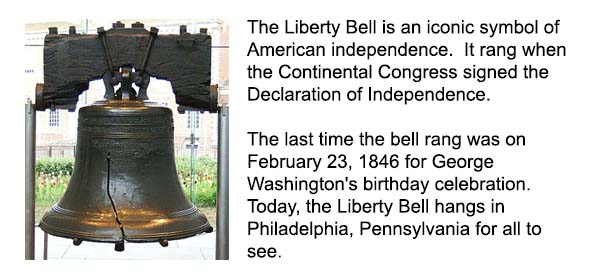 The Liberty Bell is an iconic symbol of
American independence.  It rang when
the Continental Congress signed the
Declaration of Independence.
The last time the bell rang was on
February 23, 1846 for George
Washington's birthday celebration.
Today, the Liberty Bell hangs in
Philadelphia, Pennsylvania for all to
see.